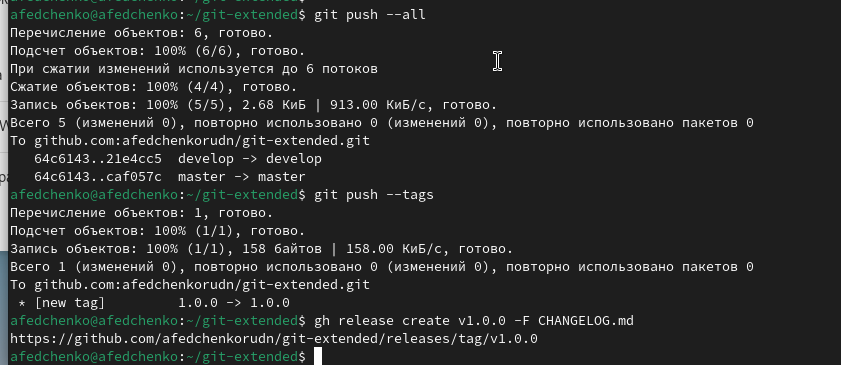 afedchenko@afedchenko:~/git-extended$ git push --all
Перечисление объектов: 6, готово.
Подсчет объектов: 100% (6/6), готово.
При сжатии изменений используется до 6 потоков
Сжатие объектов: 100% (4/4), готово.
Запись объектов: 100% (5/5), 2.68 КиБ | 913.00 КиБ/с, готово.
Всего 5 (изменений 0), повторно использовано 0 (изменений 0), повторно использовано пакетов 0
To github.com:afedchenkorudn/git-extended.git
   64c6143..21e4cc5  develop -> develop
   64c6143..caf057c  master -> master
afedchenko@afedchenko:~/git-extended$ git push --tags
Перечисление объектов: 1, готово.
Подсчет объектов: 100% (1/1), готово.
Запись объектов: 100% (1/1), 158 байтов | 158.00 КиБ/с, готово.
Всего 1 (изменений 0), повторно использовано 0 (изменений 0), повторно использовано пакетов 0
To github.com:afedchenkorudn/git-extended.git
 * [new tag]         1.0.0 -> 1.0.0
afedchenko@afedchenko:~/git-extended$ gh release create v1.0.0 -F CHANGELOG.md
https://github.com/afedchenkorudn/git-extended/releases/tag/v1.0.0
afedchenko@afedchenko:~/git-extended$